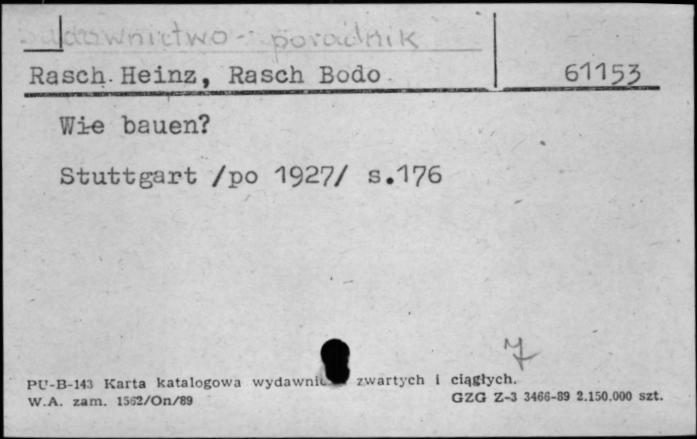 budownictwo - poradnik
Rasch Heinz, Rasch Bodo 61153
Wie bauen?
Stuttgart /po 1927/ s.176
7
PU-B-143 Karta katalogowa zwartych i ciągłych.
W.A. zam. 1562/On/89 GZG Z-3 3466-89 2.150.000 szt.